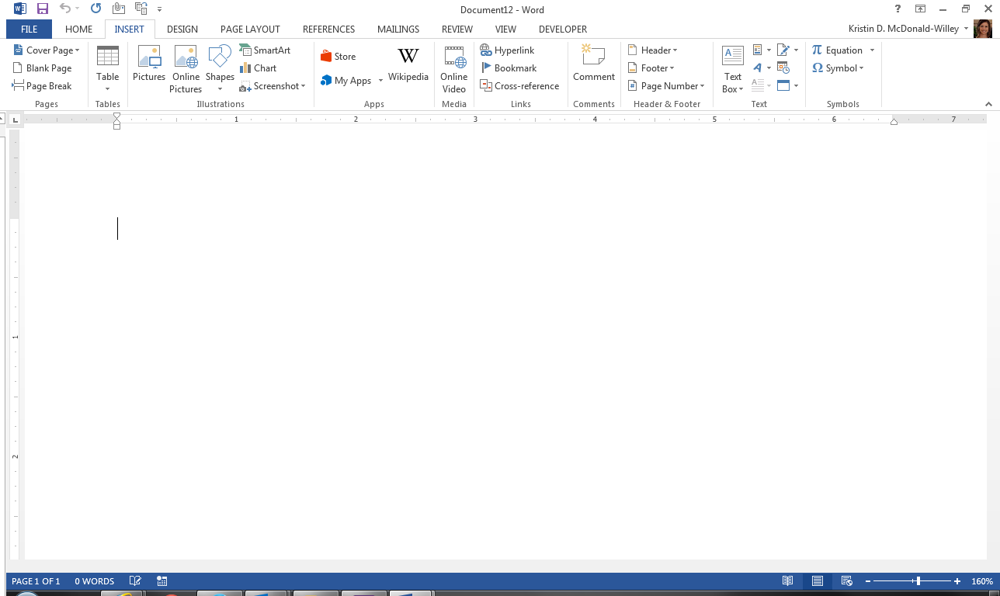 Document12 - Word
FILE HOME INSERT DESIGN PAGE LAYOUT REFERENCES MAILINGS REVIEW VIEW DEVELOPER Kristin D. McDonald-Willey
Cover Page
Blank Page
Page Break
Pages
Table
Tables
Pictures
Online
Pictures
Shapes
SmartArt
Chart
Screenshot
Illustrations
Store
My Apps
Wikipedia
Apps
Online
Video
Media
Hyperlink
Bookmark
Cross-reference
Links
Comment
Comments
Header
Footer
Page Number
Header & Footer
Text
Box
Text
Equation
Symbol
Symbols
1 2 3 4 5 6 7
1
2
PAGE 1 OF 1 0 WORDS 160%